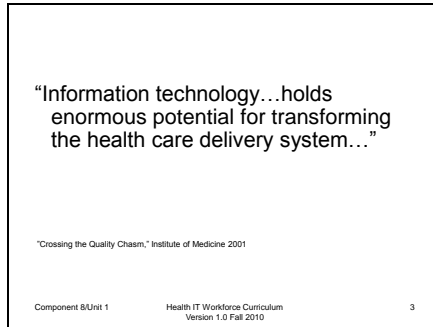 “Information technology…holds
enormous potential for transforming
the health care delivery system…”
"Crossing the Quality Chasm," Institute of Medicine 2001
Component 8/Unit 1
Health IT Workforce Curriculum
Version 1.0 Fall 2010
3